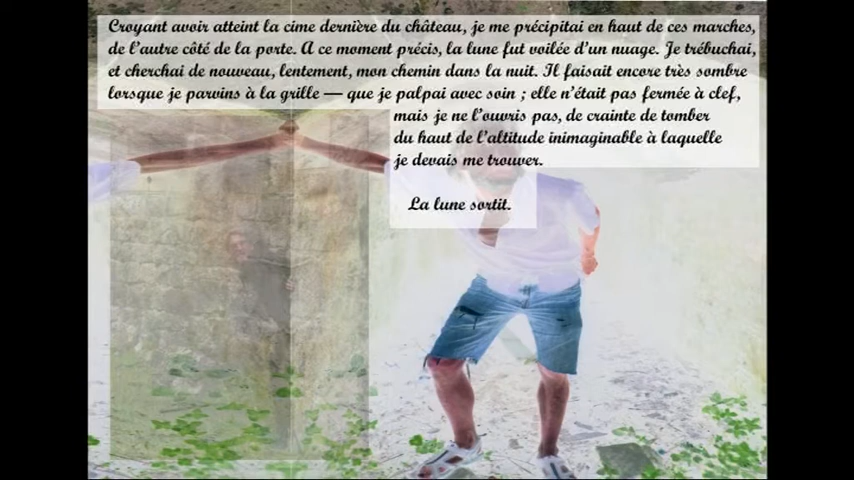 Croyant avoir atteint la cime dernière du château, je me précipitai en haut de ces marches,
de l'autre côté de la porte. A ce moment précis, la lune fut voilée d'un nuage. Je trébuchai,
et cherchai de nouveau, lentement, mon chemin dans la nuit. Il faisait encore très sombre
lorsque je parvins à la grille — que je palpai avec soin ; elle n'était pas fermée à clef,
mais je ne l'ouvris pas, de crainte de tomber
du haut de l'altitude inimaginable à laquelle
je devais me trouver.
La lune sortit.